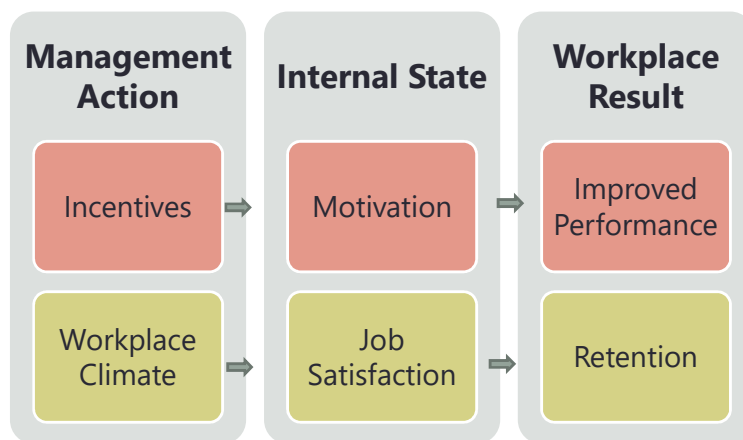 Management
Action
Internal State
Workplace
Result
Incentives
Motivation
Improved
Performance
Workplace
Climate
Job
Satisfaction
Retention